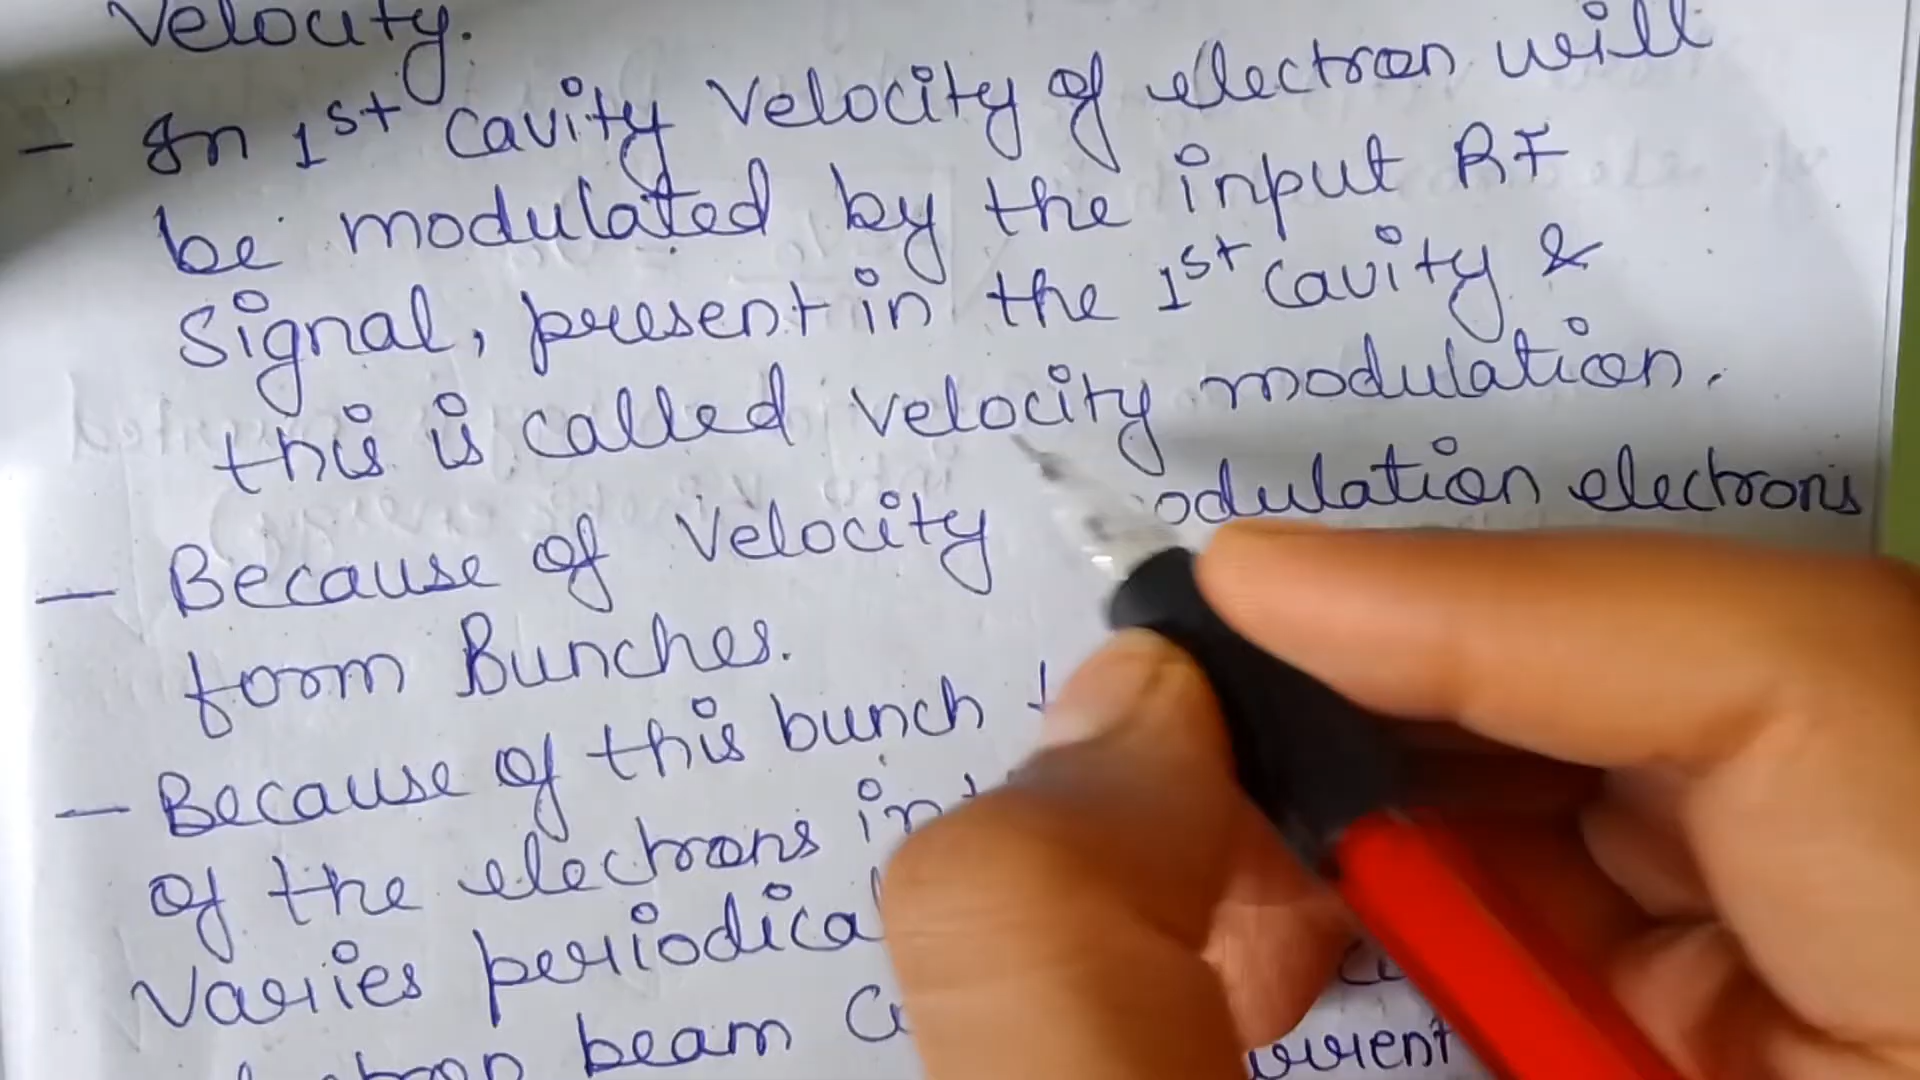 Velocity.
- In 1st cavity velocity of electron will
be modulated by the input RF
signal, present in the 1st cavity &
this is called velocity modulation.
- Because of velocity odulation electrons
form Bunches.
- Because of this bunch
of the electrons in
varies periodica
beam